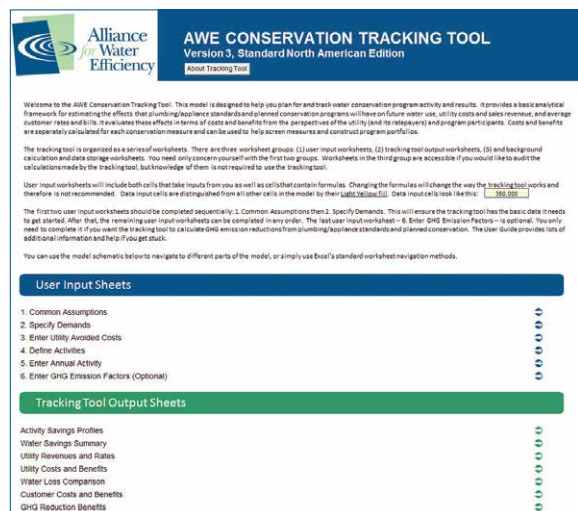 Alliance
for Water
Efficiency
AWE CONSERVATION TRACKING TOOL
Version 3, Standard North American Edition
About Tracking Tool
Welcome to the AWE Conservation Tracking Tool. This model is designed to help you plan for and track water conservation program activity and results. It provides a basic analytical
framework for estimating the effects that plumbing/appliance standards and planned conservation programs will have on future water use, utility costs and sales revenue, and average
customer rates and bills. It evaluates these effects in terms of costs and benefits from the perspectives of the utility (and its ratepayers) and program participants. Costs and benefits
are separately calculated for each conservation measure and can be used to help screen measures and construct program portfolios.
The tracking tool is organized as a series of worksheets. There are three worksheet groups: (1) user input worksheets, (2) tracking tool output worksheets, (3) and background
calculation and data storage worksheets. You need only concern yourself with the first two groups. Worksheets in the third group are accessible if you would like to audit the
calculations made by the tracking tool, but knowledge of them is not required to use the tracking tool.
User input worksheets will include both cells that take inputs from you as well as cells that contain formulas. Changing the formulas will change the way the tracking tool works and
therefore is not recommended. Data input cells are distinguished from all other cells in the model by their Light Yellow fill. Data input cells look like this: 350,000
The first two user input worksheets should be completed sequentially: 1. Common Assumptions then 2. Specify Demands. This will ensure the tracking tool has the basic data it needs
to get started. After that, the remaining user input worksheets can be completed in any order. The last user input worksheet -- 6. Enter GHG Emission Factors -- is optional. You only
need to complete it if you want the tracking tool to calculate GHG emission reductions from plumbing/appliance standards and planned conservation. The User Guide provides lots of
additional information and help if you get stuck.
You can use the model schematic below to navigate to different parts of the model, or simply use Excel's standard worksheet navigation methods.
User Input Sheets
1. Common Assumptions
2. Specify Demands
3. Enter Utility Avoided Costs
4. Define Activities
5. Enter Annual Activity
6. Enter GHG Emission Factors (Optional)
Tracking Tool Output Sheets
Activity Savings Profiles
Water Savings Summary
Utility Revenues and Rates
Utility Costs and Benefits
Water Loss Comparison
Customer Costs and Benefits
GHG Reduction Benefits